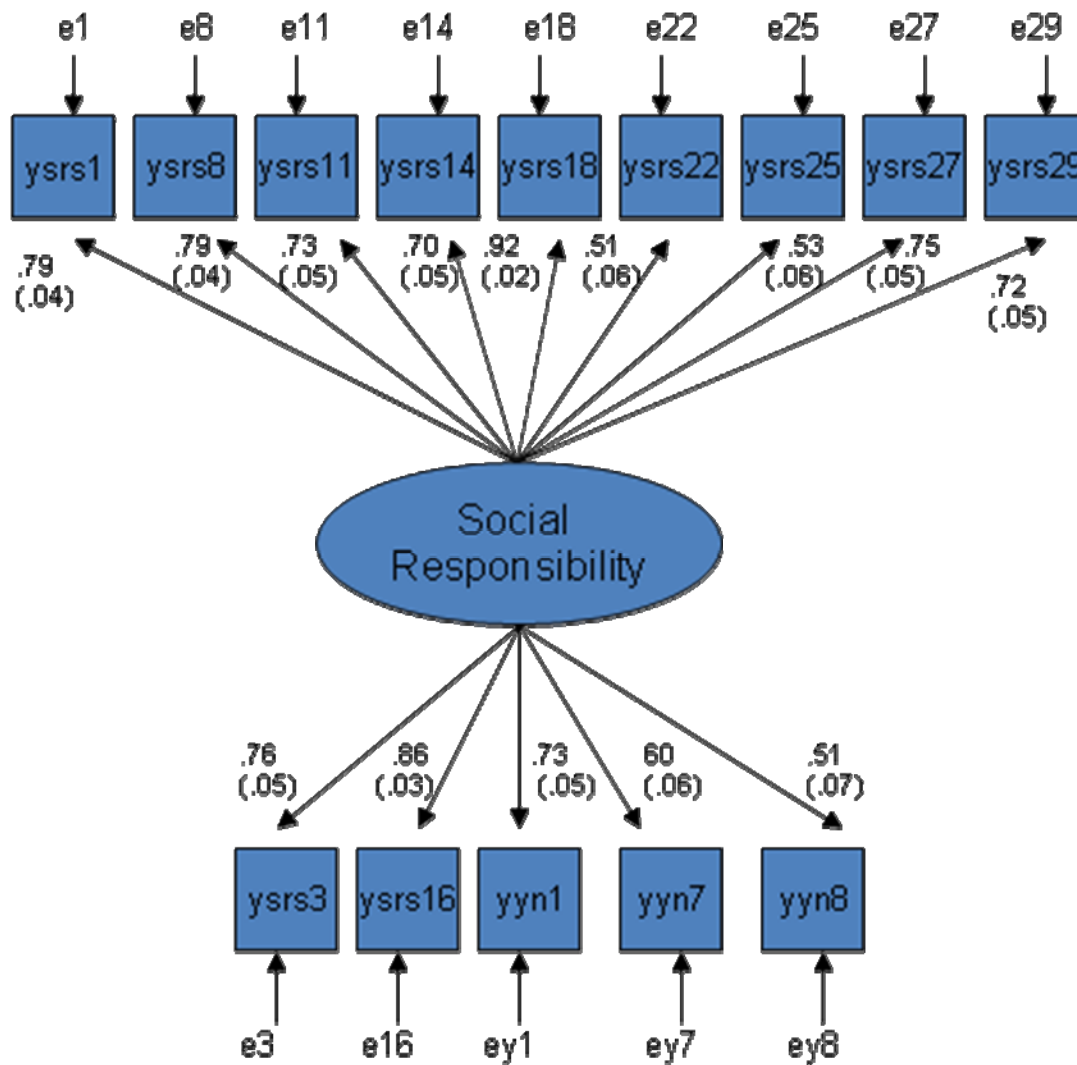 e1 e8 e11 e14 e18 e22 e25 e27 e29
ysrs1 ysrs8 ysrs11 ysrs14 ysrs18 ysrs22 ysrs25 ysrs27 ysrs29
.79 .79 .73 .70 .92 .51 .53 .75 .72
(.04) (.04) (.05) (.05) (.02) (.06) (.06) (.05) (.05)
Social
Responsibility
.76 .86 .73 60 .51
(.05) (.03) (.05) (.06) (.07)
ysrs3 ysrs16 yyn1 yyn7 yyn8
e3 e16 ey1 ey7 ey8